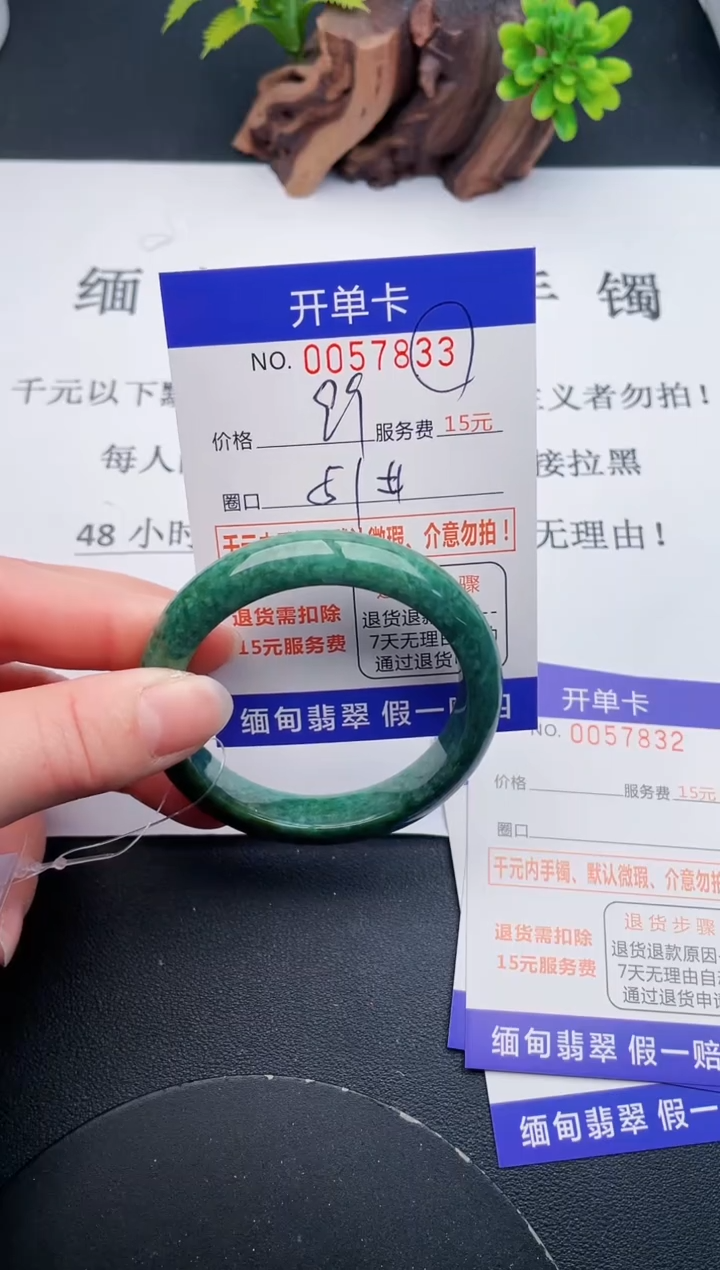 缅
手镯
千元以下
主义者勿拍！
每人
接拉黑
48 小时
无理由！
开单卡
NO. 0057833
价格 99 服务费 15元
圈口 51
微瑕、介意勿拍！
骤
退货需扣除
15元服务费
退货退
7天无理由
通过退货
缅甸翡翠 假一
开单卡
NO. 0057832
价格 服务费 15元
圈口
千元内手镯、默认微瑕、介意勿拍
退货需扣除
15元服务费
退货步骤
退货退款原因
7天无理由自
通过退货申请
缅甸翡翠 假一赔
缅甸翡翠 假一